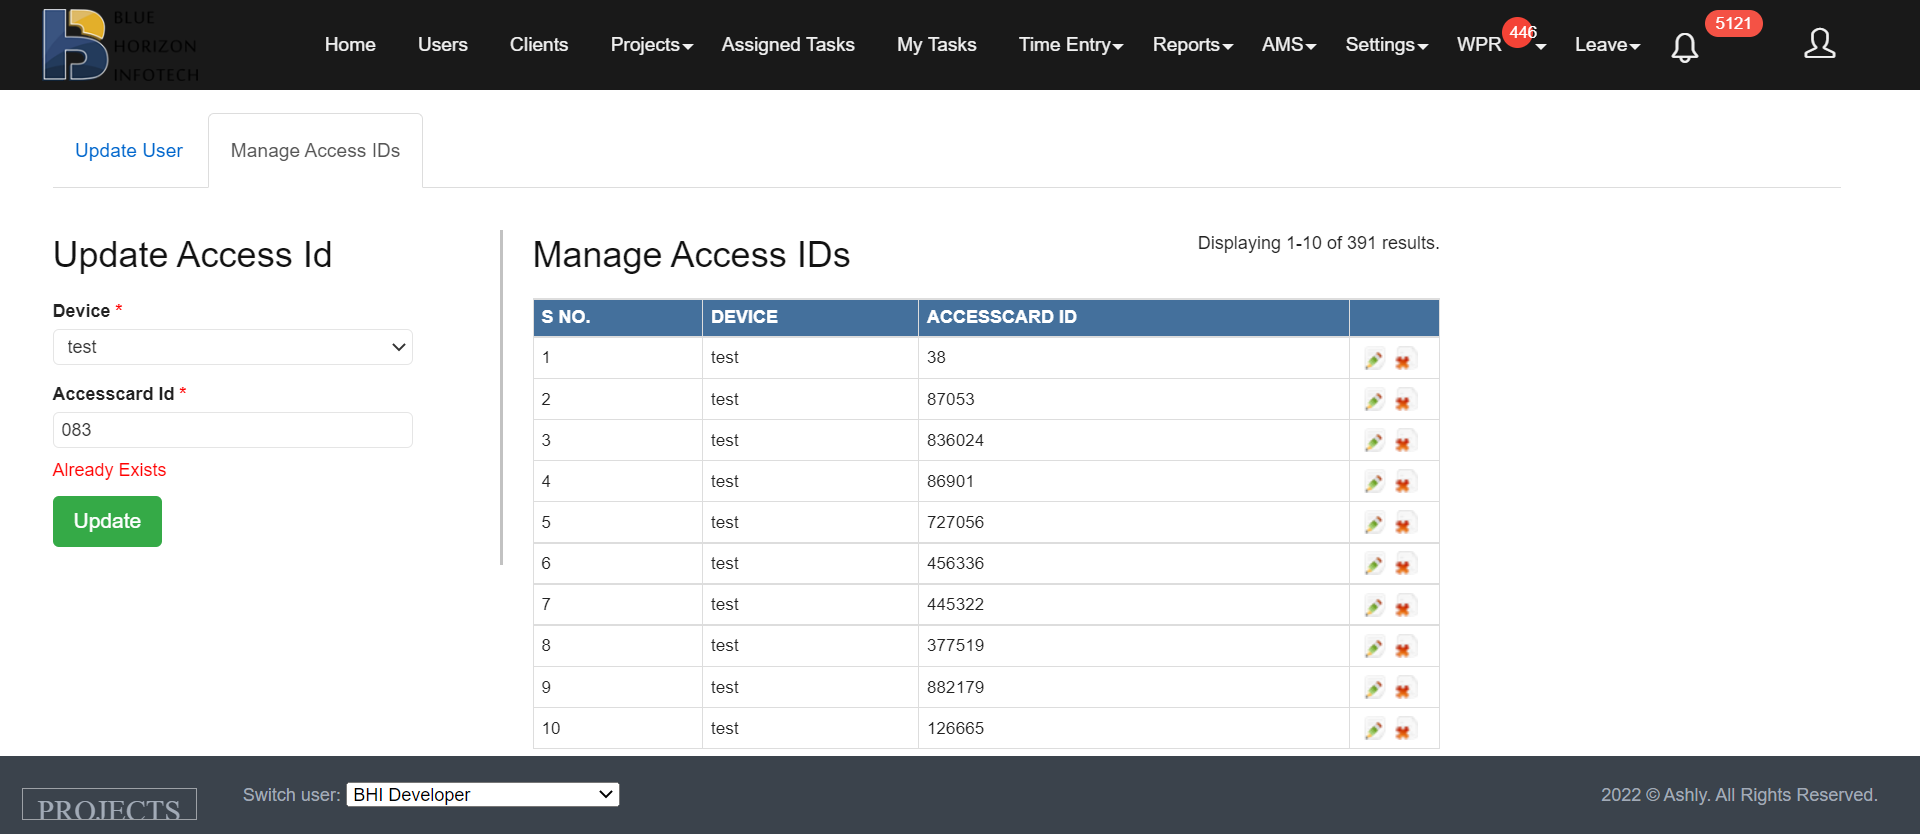 BLUE
HORIZON
INFOTECH
Home Users Clients Projects Assigned Tasks My Tasks Time Entry Reports AMS Settings WPR 446 Leave 5121
Update User Manage Access IDs
Update Access Id
Device *
test
Accesscard Id *
083
Already Exists
Update
Manage Access IDs
Displaying 1-10 of 391 results.
S NO. DEVICE ACCESSCARD ID
1 test 38
2 test 87053
3 test 836024
4 test 86901
5 test 727056
6 test 456336
7 test 445322
8 test 377519
9 test 882179
10 test 126665
PROJECTS
Switch user: BHI Developer
2022 © Ashly. All Rights Reserved.